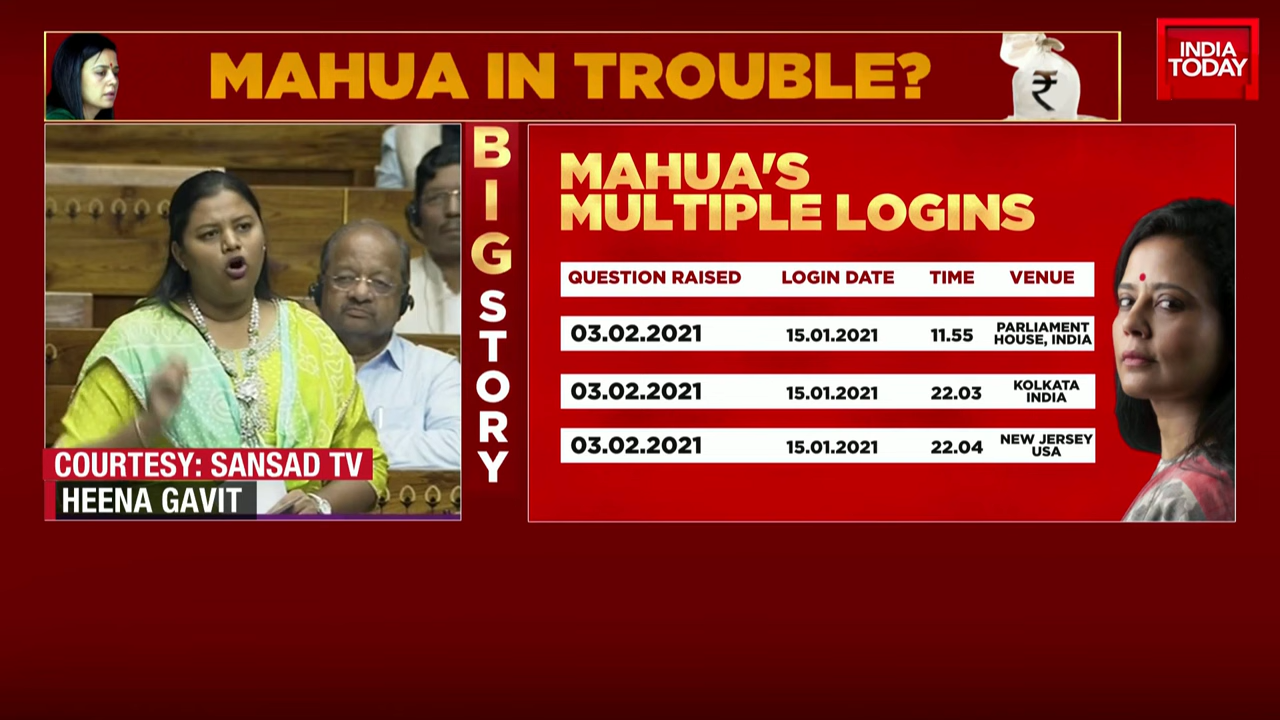 MAHUA IN TROUBLE?
₹
INDIA
TODAY
BIG STORY
COURTESY: SANSAD TV
HEENA GAVIT
MAHUA'S
MULTIPLE LOGINS
QUESTION RAISED LOGIN DATE TIME VENUE
03.02.2021 15.01.2021 11.55 PARLIAMENT HOUSE, INDIA
03.02.2021 15.01.2021 22.03 KOLKATA INDIA
03.02.2021 15.01.2021 22.04 NEW JERSEY USA